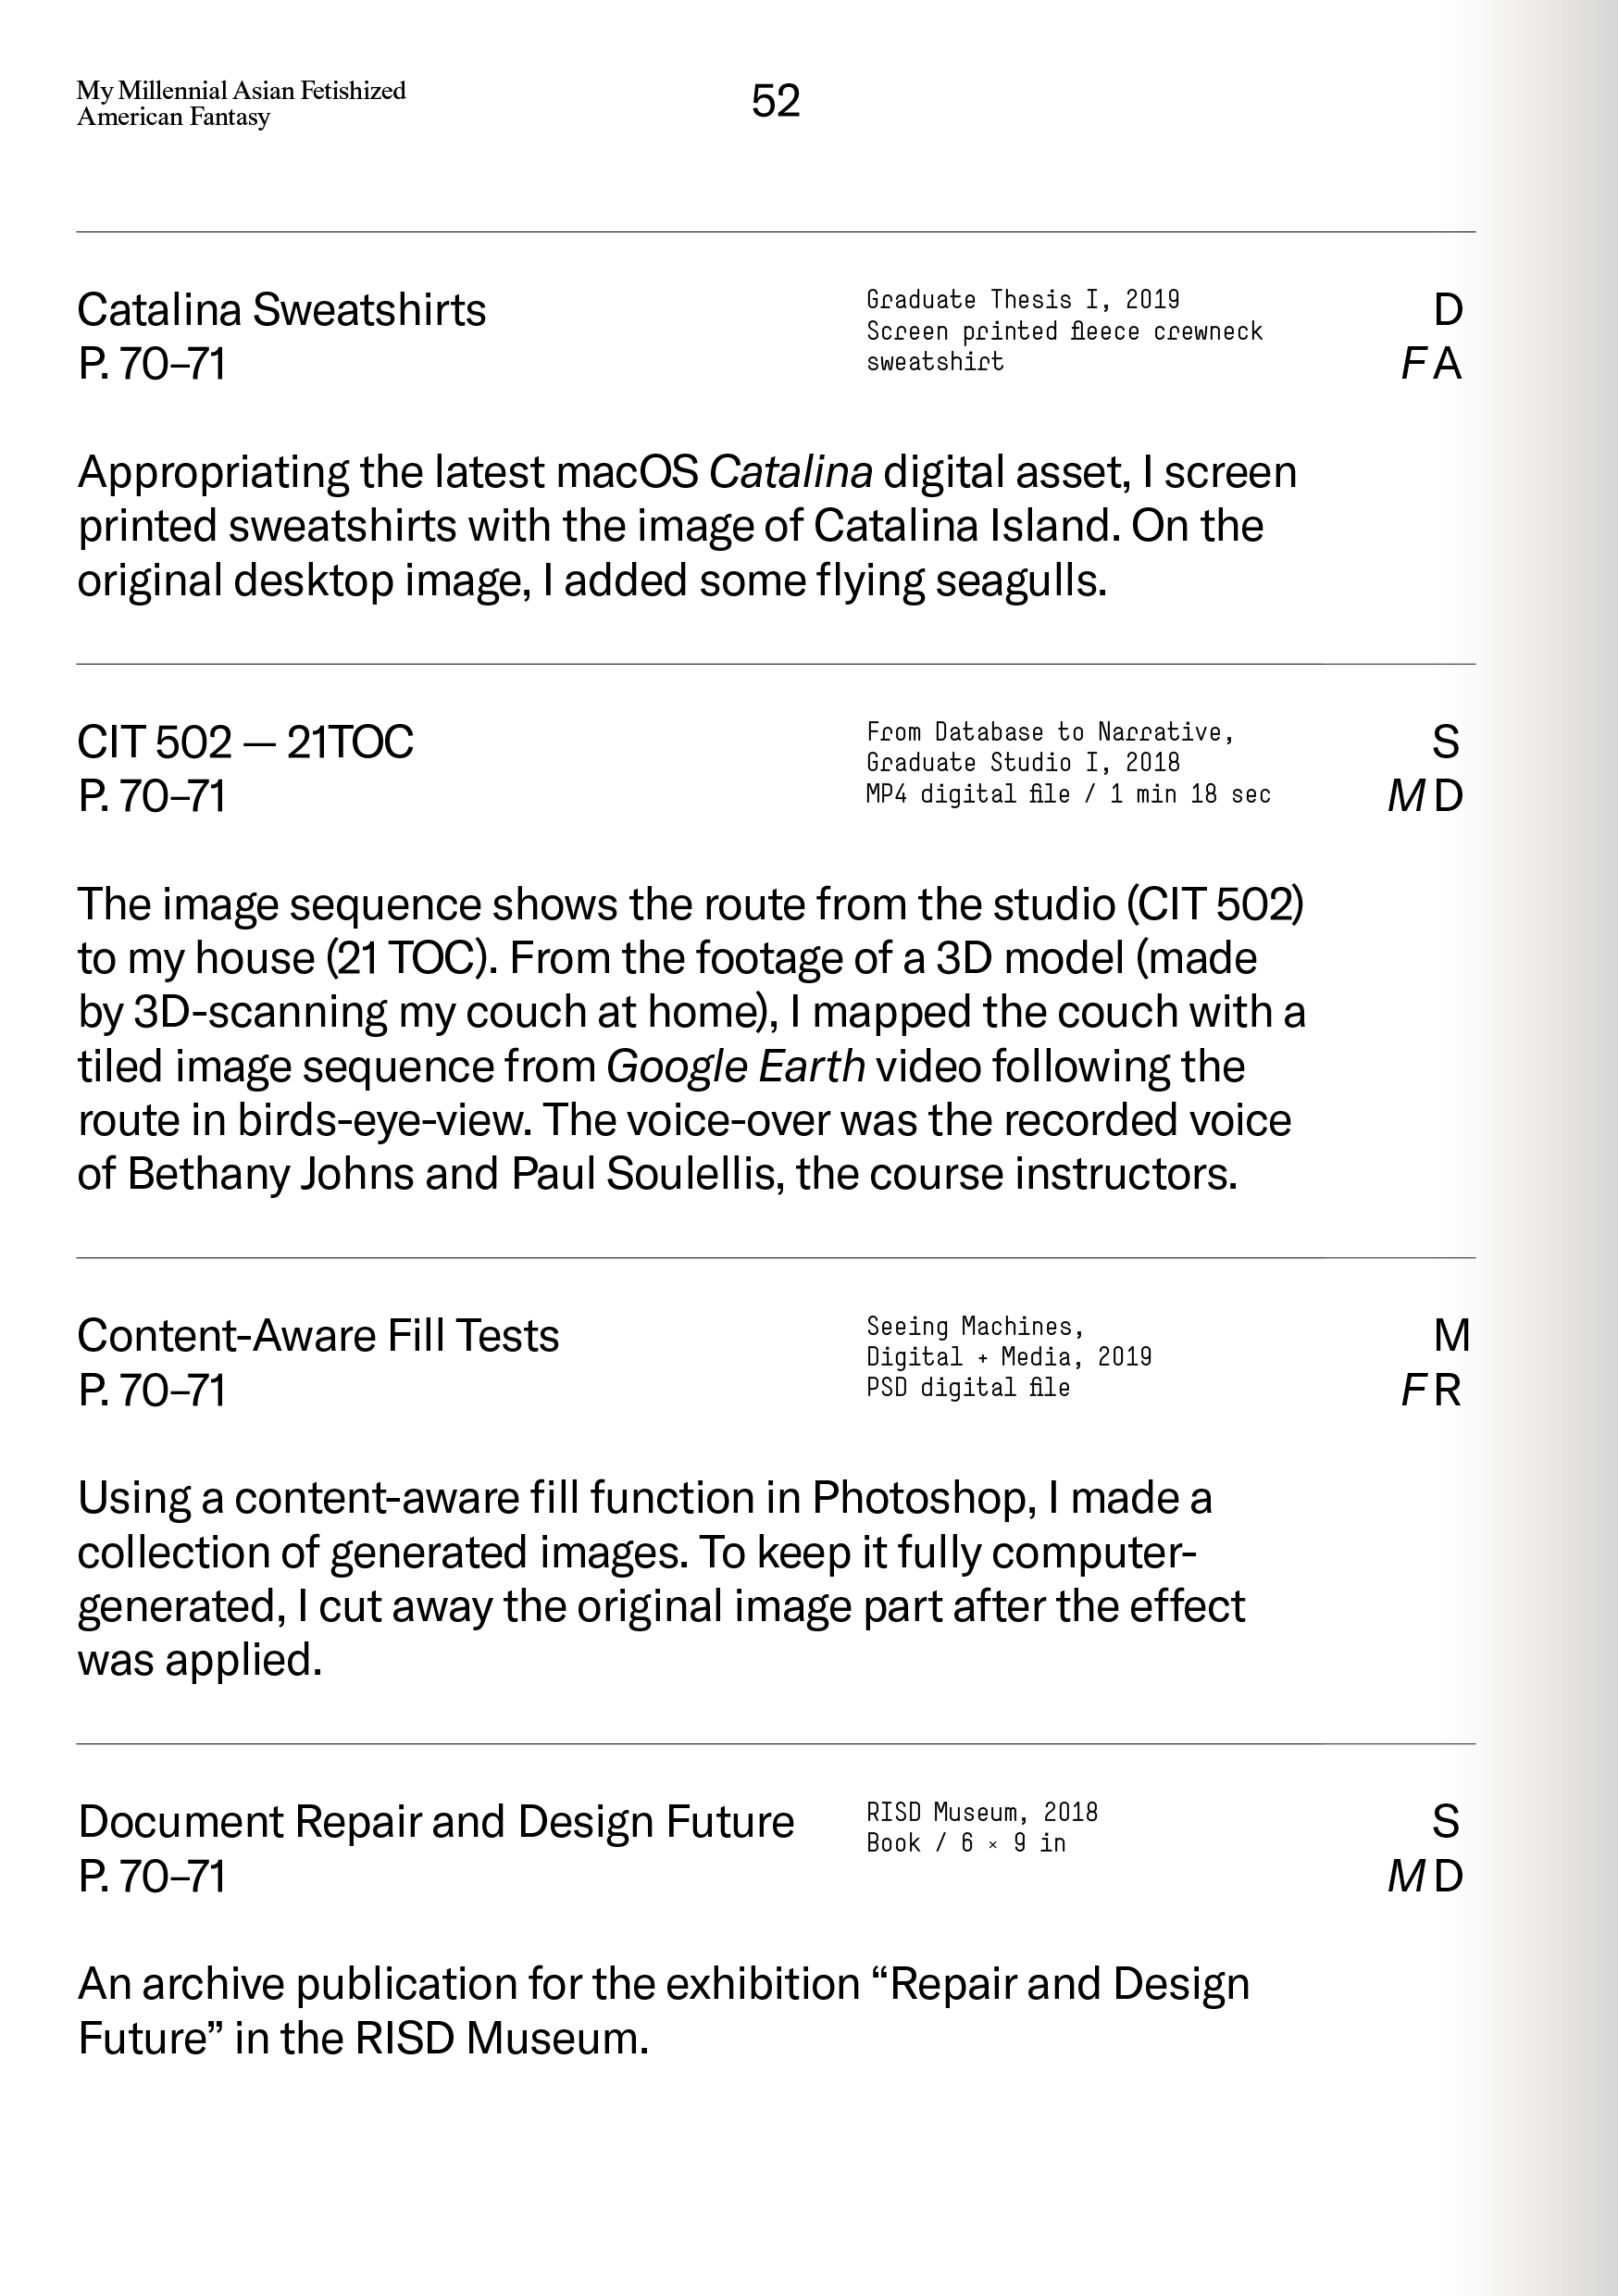 My Millennial Asian Fetishized
American Fantasy
52
Catalina Sweatshirts
P. 70–71
Graduate Thesis I, 2019
Screen printed fleece crewneck
sweatshirt
D
F A
Appropriating the latest macOS Catalina digital asset, I screen
printed sweatshirts with the image of Catalina Island. On the
original desktop image, I added some flying seagulls.
CIT 502 — 21TOC
P. 70–71
From Database to Narrative,
Graduate Studio I, 2018
MP4 digital file / 1 min 18 sec
S
M D
The image sequence shows the route from the studio (CIT 502)
to my house (21 TOC). From the footage of a 3D model (made
by 3D-scanning my couch at home), I mapped the couch with a
tiled image sequence from Google Earth video following the
route in birds-eye-view. The voice-over was the recorded voice
of Bethany Johns and Paul Soulellis, the course instructors.
Content-Aware Fill Tests
P. 70–71
Seeing Machines,
Digital + Media, 2019
PSD digital file
M
F R
Using a content-aware fill function in Photoshop, I made a
collection of generated images. To keep it fully computer-
generated, I cut away the original image part after the effect
was applied.
Document Repair and Design Future
P. 70–71
RISD Museum, 2018
Book / 6 × 9 in
S
M D
An archive publication for the exhibition “Repair and Design
Future” in the RISD Museum.